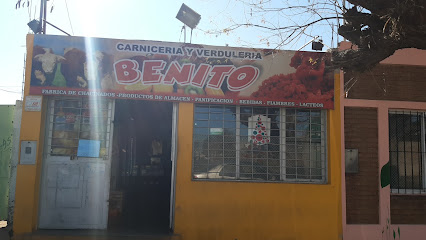 CARNICERIA Y VERDULERIA
BENITO
FABRICA DE CHACINADOS - PRODUCTOS DE ALMACEN - PANIFICACION - BEBIDAS - FIAMBRES - LACTEOS